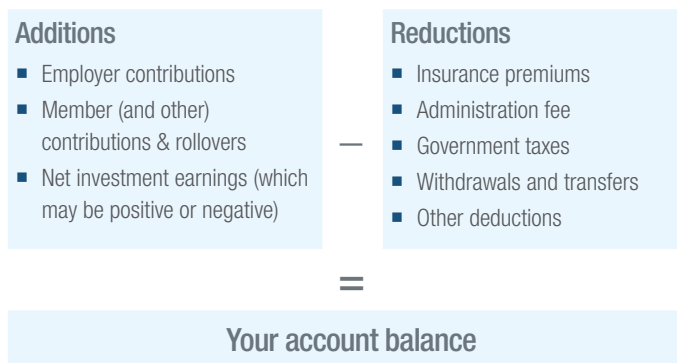 Additions
▪ Employer contributions
▪ Member (and other)
contributions & rollovers
▪ Net investment earnings (which
may be positive or negative)
–
Reductions
▪ Insurance premiums
▪ Administration fee
▪ Government taxes
▪ Withdrawals and transfers
▪ Other deductions
=
Your account balance